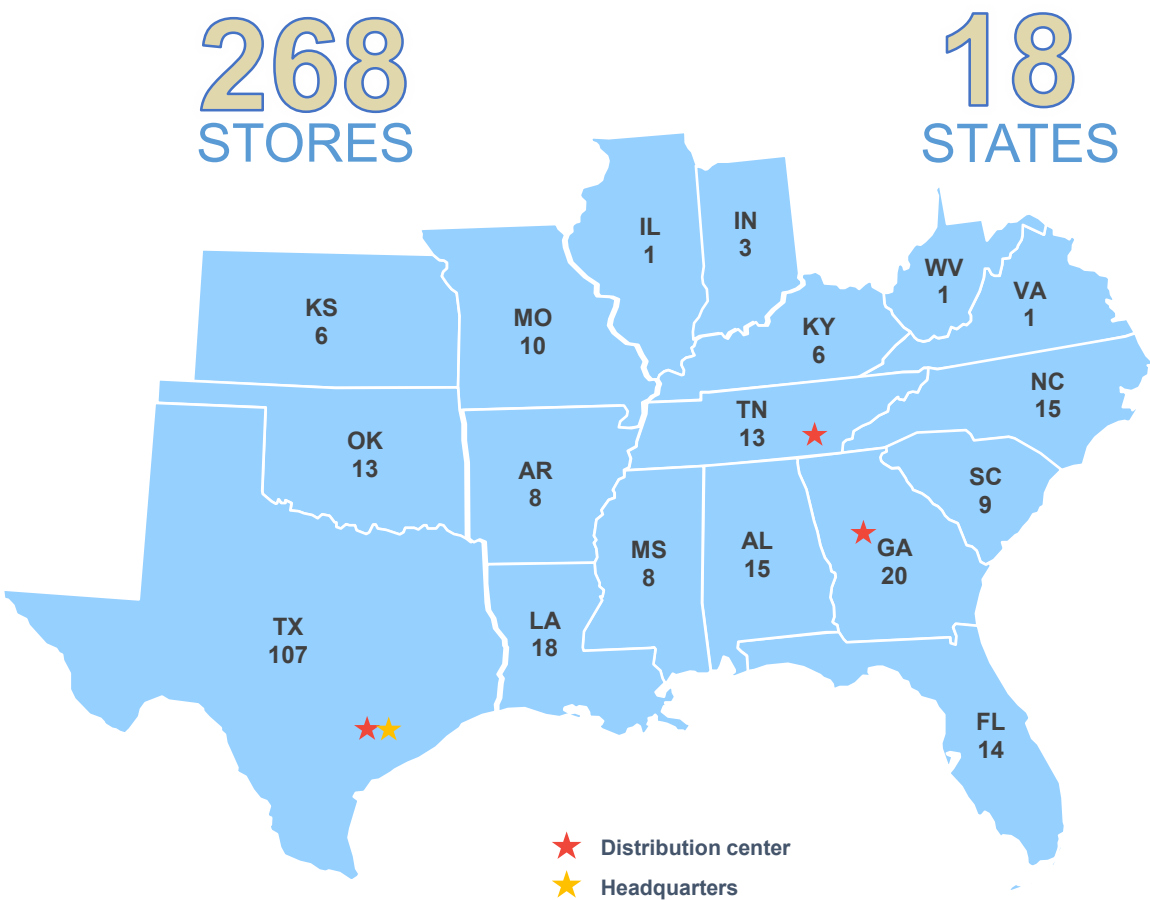 268
STORES
18
STATES
IL
1
IN
3
WV
1
VA
1
KS
6
MO
10
KY
6
NC
15
TN
13
OK
13
AR
8
SC
9
MS
8
AL
15
GA
20
TX
107
LA
18
FL
14
Distribution center
Headquarters